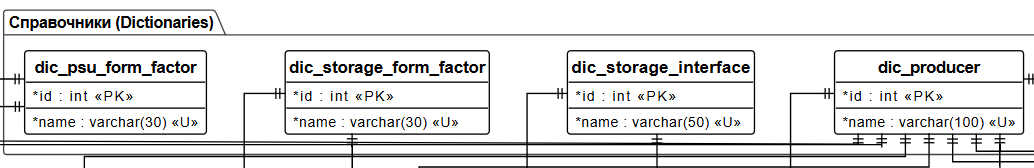 Справочники (Dictionaries)
dic_psu_form_factor
*id : int «PK»
*name : varchar(30) «U»
dic_storage_form_factor
*id : int «PK»
*name : varchar(30) «U»
dic_storage_interface
*id : int «PK»
*name : varchar(50) «U»
dic_producer
*id : int «PK»
*name : varchar(100) «U»